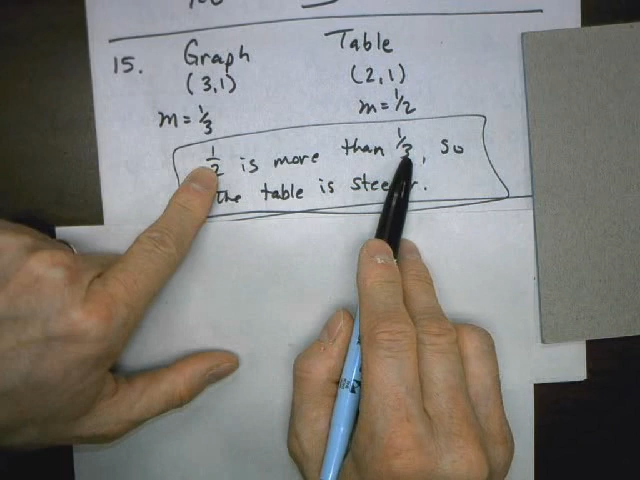 15. Graph Table
(3,1) (2,1)
m = 1/3 m = 1/2
1/2 is more than 1/3, so
the table is